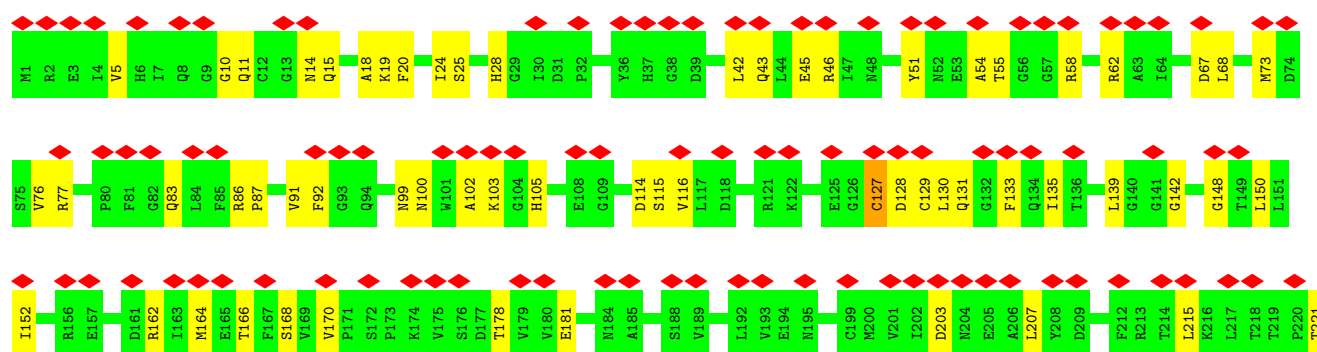 M1 R2 E3 I4 V5 H6 I7 Q8 G9 G10 Q11 C12 G13 N14 Q15 A18 K19 F20 I24 S25 H28 G29 I30 D31 P32 Y36 H37 G38 D39 L42 Q43 L44 E45 R46 I47 N48 Y51 N52 E53 A54 T55 G56 G57 R58 R62 A63 I64 D67 L68 M73 D74
S75 V76 R77 P80 F81 G82 Q83 L84 F85 R86 P87 V91 F92 G93 Q94 N99 N100 W101 A102 K103 G104 H105 E108 G109 D114 S115 V116 L117 D118 R121 K122 E125 G126 C127 D128 C129 L130 Q131 G132 F133 Q134 I135 T136 L139 G140 G141 G142 G148 T149 L150 L151
I152 R156 E157 D161 R162 I163 M164 E165 T166 F167 S168 V169 V170 P171 S172 P173 K174 V175 S176 D177 T178 V179 V180 E181 N184 A185 S188 V189 L192 V193 E194 N195 C199 M200 V201 I202 D203 N204 E205 A206 L207 Y208 D209 F212 R213 T214 L215 K216 L217 T218 T219 P220 T221